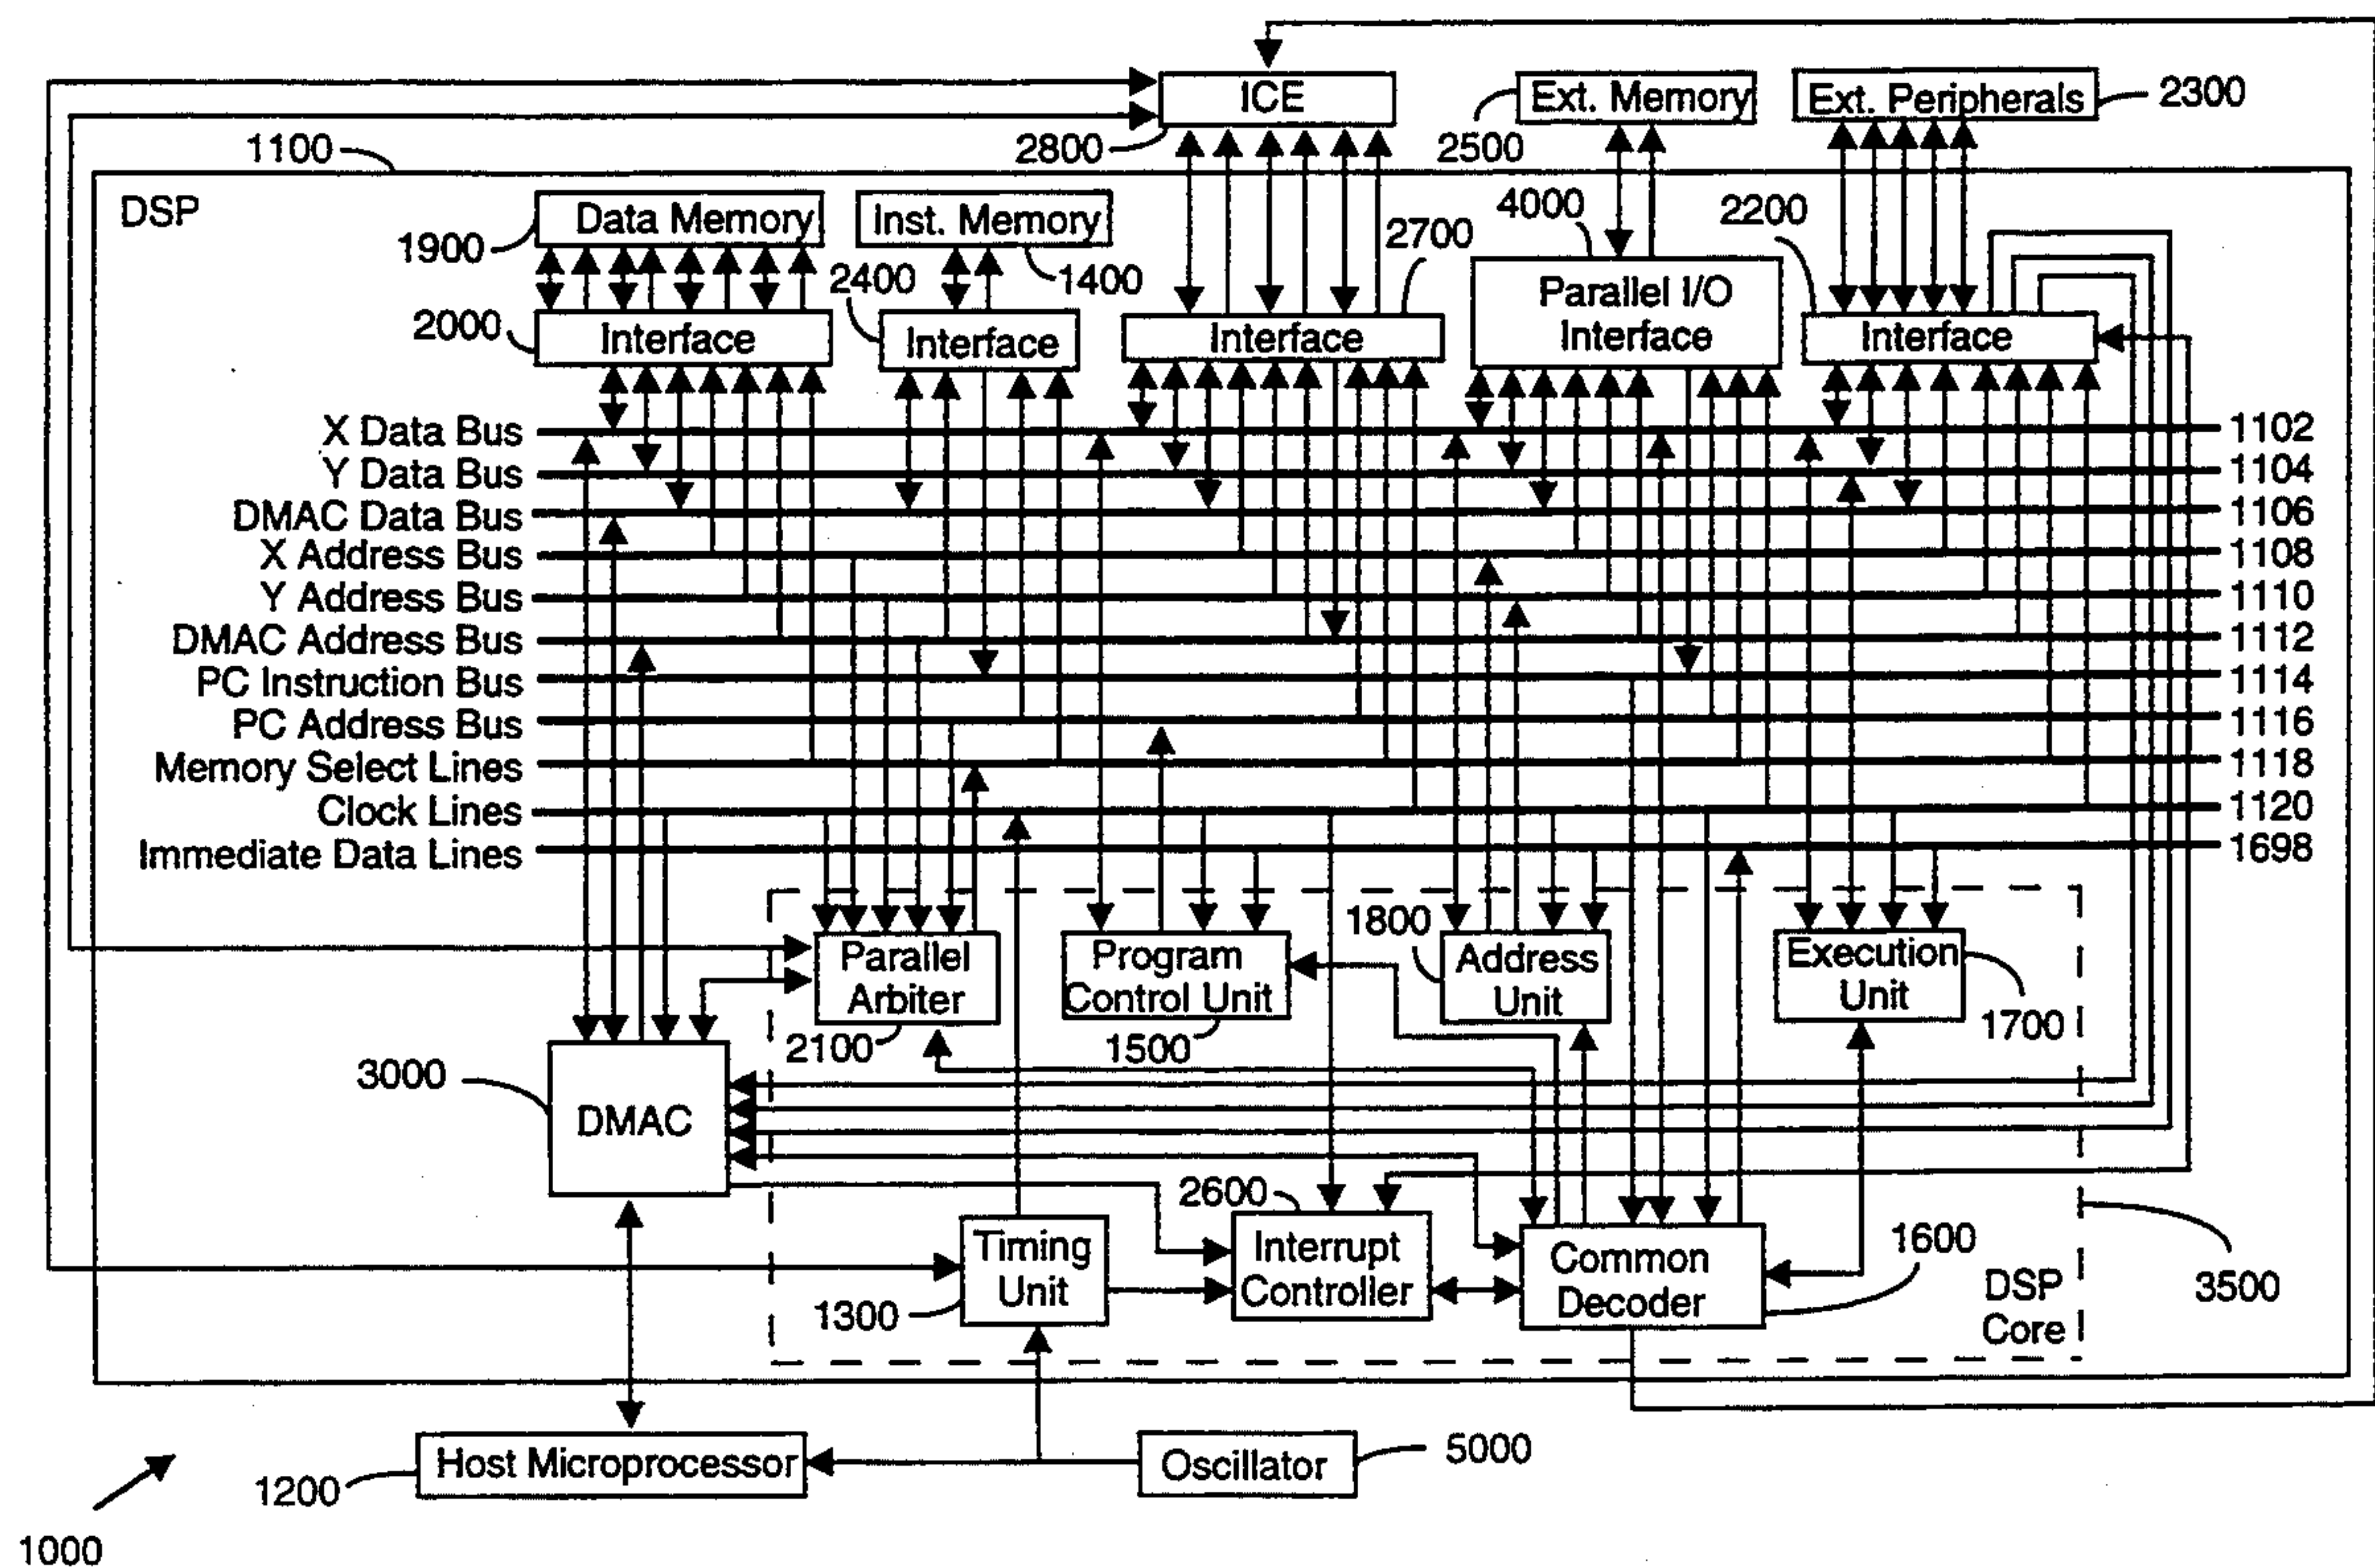 ICE
Ext. Memory
Ext. Peripherals
2300
2800
2500
1100
DSP
Data Memory
Inst. Memory
4000
2200
1900
2400
1400
2700
Parallel I/O
Interface
2000
Interface
Interface
Interface
Interface
X Data Bus
1102
Y Data Bus
1104
DMAC Data Bus
1106
X Address Bus
1108
Y Address Bus
1110
DMAC Address Bus
1112
PC Instruction Bus
1114
PC Address Bus
1116
Memory Select Lines
1118
Clock Lines
1120
Immediate Data Lines
1698
1800
Parallel
Arbiter
Program
Control Unit
Address
Unit
Execution
Unit
2100
1500
1700
3000
DMAC
2600
Timing
Unit
Interrupt
Controller
Common
Decoder
1600
1300
DSP
Core
3500
Host Microprocessor
Oscillator
5000
1200
1000